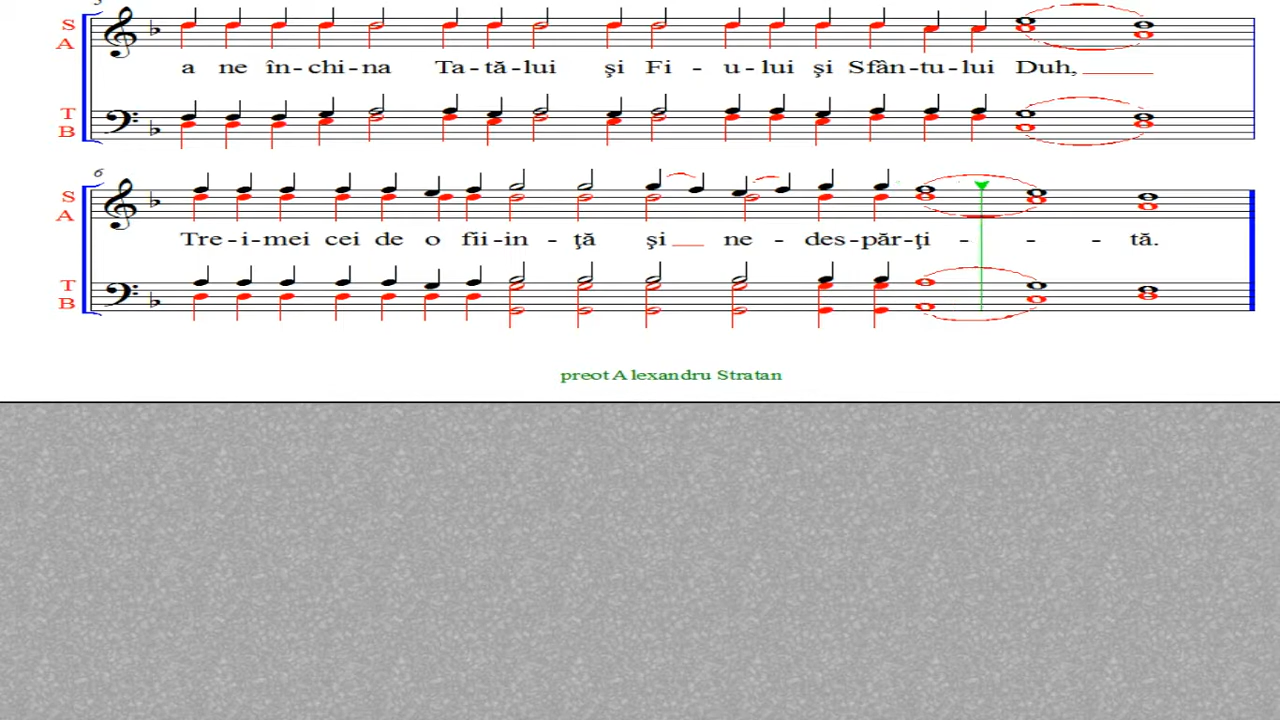 S
A
a ne în-chi-na Ta-tă-lui şi Fi - u-lui şi Sfân-tu-lui Duh,
T
B
6
S
A
Tre-i-mei cei de o fii-in - ţă şi ne - des-păr-ţi - - - tă.
T
B
preot Alexandru Stratan